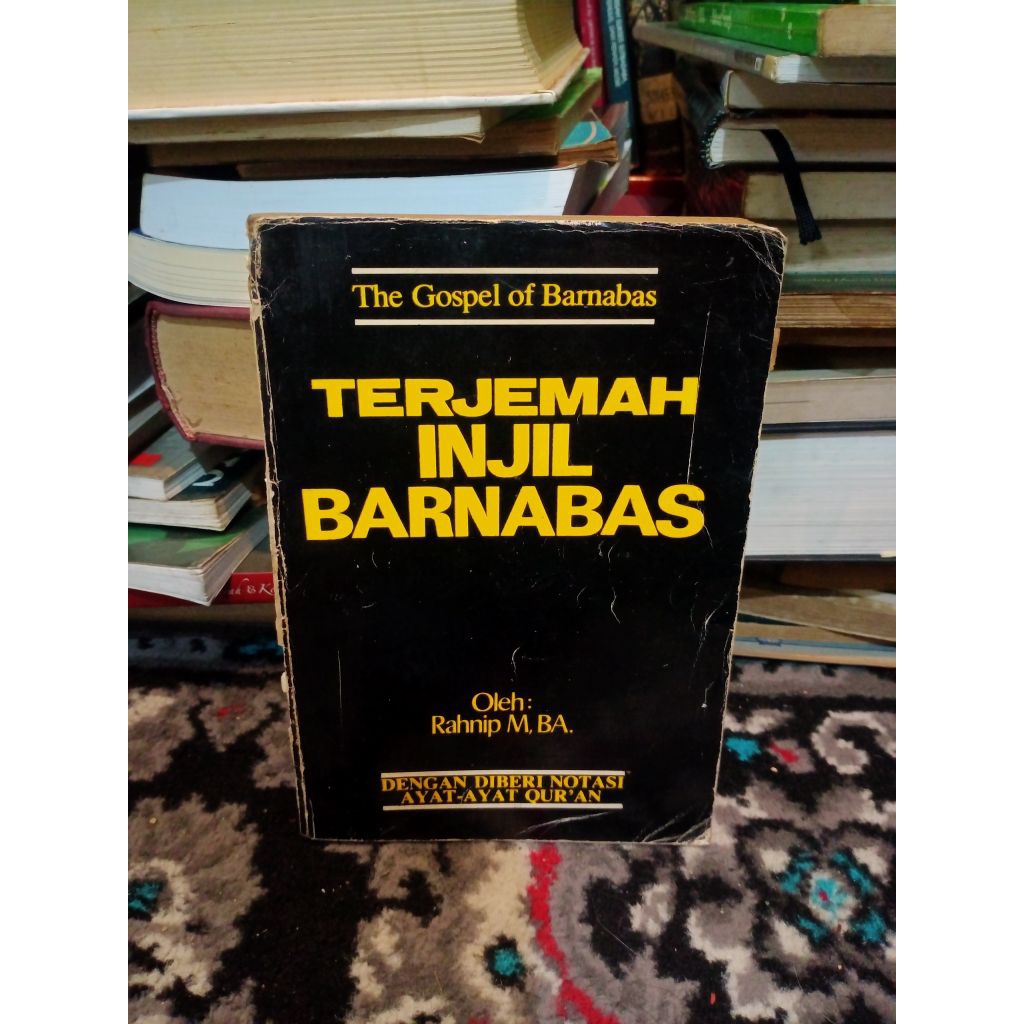 The Gospel of Barnabas
TERJEMAH
INJIL
BARNABAS
Oleh:
Rahnip M, BA.
DENGAN DIBERI NOTASI
AYAT-AYAT QUR'AN